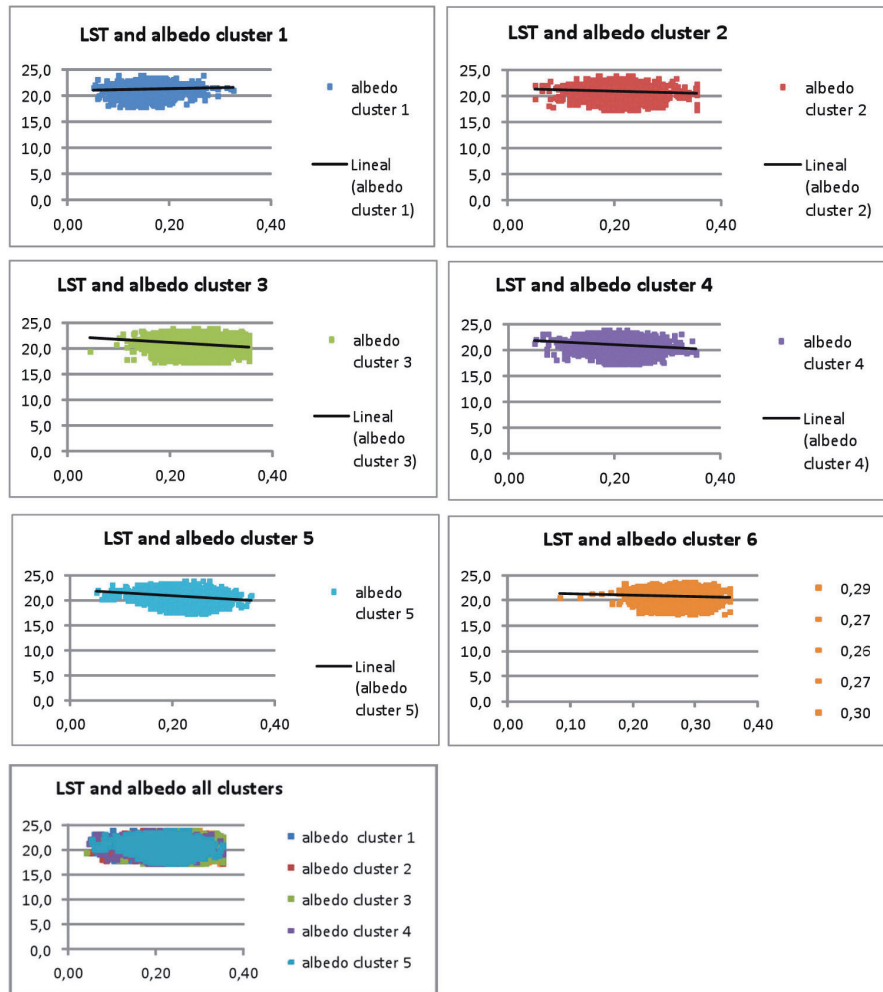 LST and albedo cluster 1
25,0
20,0
15,0
10,0
5,0
0,0
0,00
0,20
0,40
albedo
cluster 1
Lineal
(albedo
cluster 1)
LST and albedo cluster 2
25,0
20,0
15,0
10,0
5,0
0,0
0,00
0,20
0,40
albedo
cluster 2
Lineal
(albedo
cluster 2)
LST and albedo cluster 3
25,0
20,0
15,0
10,0
5,0
0,0
0,00
0,20
0,40
albedo
cluster 3
Lineal
(albedo
cluster 3)
LST and albedo cluster 4
25,0
20,0
15,0
10,0
5,0
0,0
0,00
0,20
0,40
albedo
cluster 4
Lineal
(albedo
cluster 4)
LST and albedo cluster 5
25,0
20,0
15,0
10,0
5,0
0,0
0,00
0,20
0,40
albedo
cluster 5
Lineal
(albedo
cluster 5)
LST and albedo cluster 6
25,0
20,0
15,0
10,0
5,0
0,0
0,00
0,10
0,20
0,30
0,40
0,29
0,27
0,26
0,27
0,30
LST and albedo all clusters
25,0
20,0
15,0
10,0
5,0
0,0
0,00
0,20
0,40
albedo cluster 1
albedo cluster 2
albedo cluster 3
albedo cluster 4
albedo cluster 5